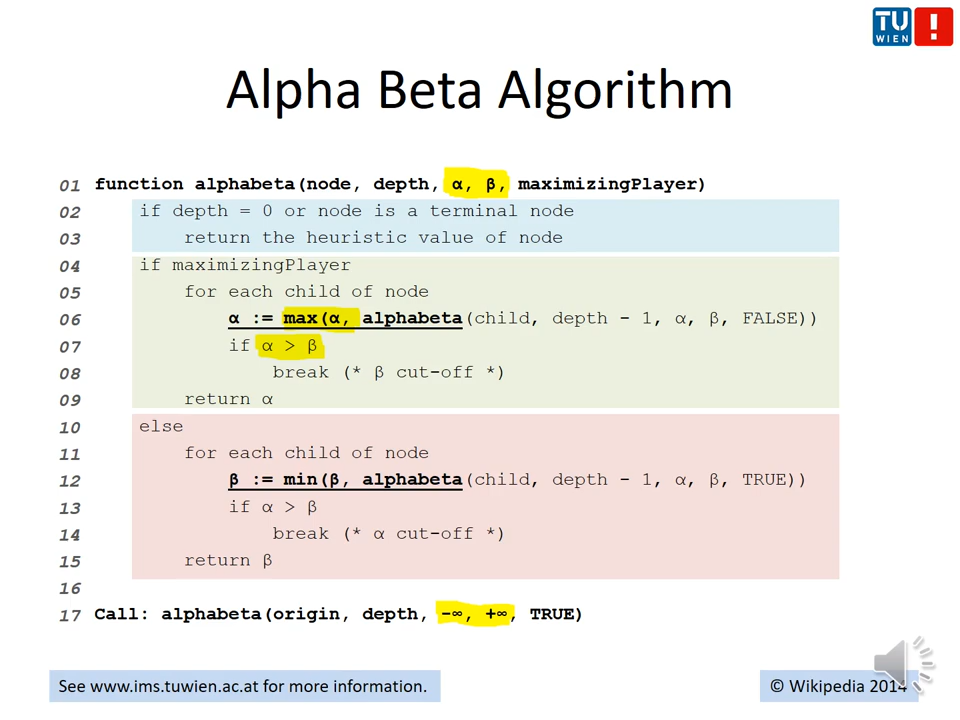 TU
WIEN
!
Alpha Beta Algorithm
01 function alphabeta(node, depth, α, β, maximizingPlayer)
02 if depth = 0 or node is a terminal node
03 return the heuristic value of node
04 if maximizingPlayer
05 for each child of node
06 α := max(α, alphabeta(child, depth - 1, α, β, FALSE))
07 if α > β
08 break (* β cut-off *)
09 return α
10 else
11 for each child of node
12 β := min(β, alphabeta(child, depth - 1, α, β, TRUE))
13 if α > β
14 break (* α cut-off *)
15 return β
16
17 Call: alphabeta(origin, depth, -∞, +∞, TRUE)
See www.ims.tuwien.ac.at for more information.
© Wikipedia 2014